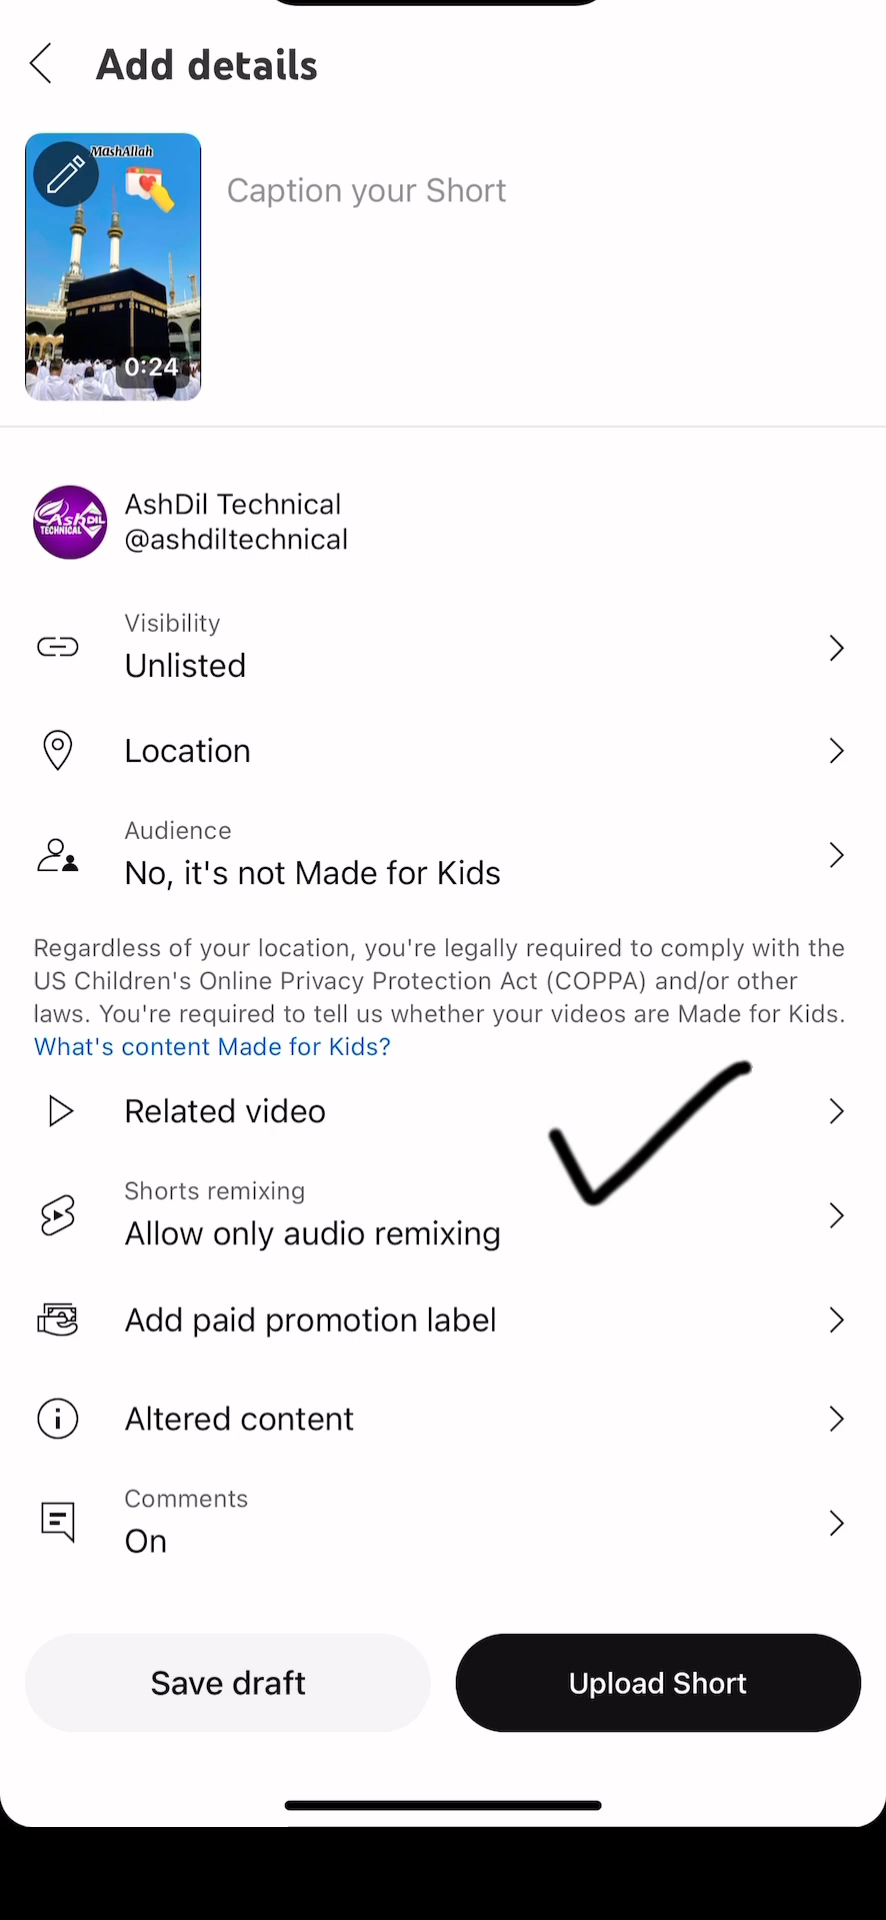 Add details
MashAllah
Caption your Short
0:24
AshDil Technical
@ashdiltechnical
AshDIL
TECHNICAL
Visibility
Unlisted
Location
Audience
No, it's not Made for Kids
Regardless of your location, you're legally required to comply with the
US Children's Online Privacy Protection Act (COPPA) and/or other
laws. You're required to tell us whether your videos are Made for Kids.
What's content Made for Kids?
Related video
Shorts remixing
Allow only audio remixing
Add paid promotion label
Altered content
Comments
On
Save draft
Upload Short